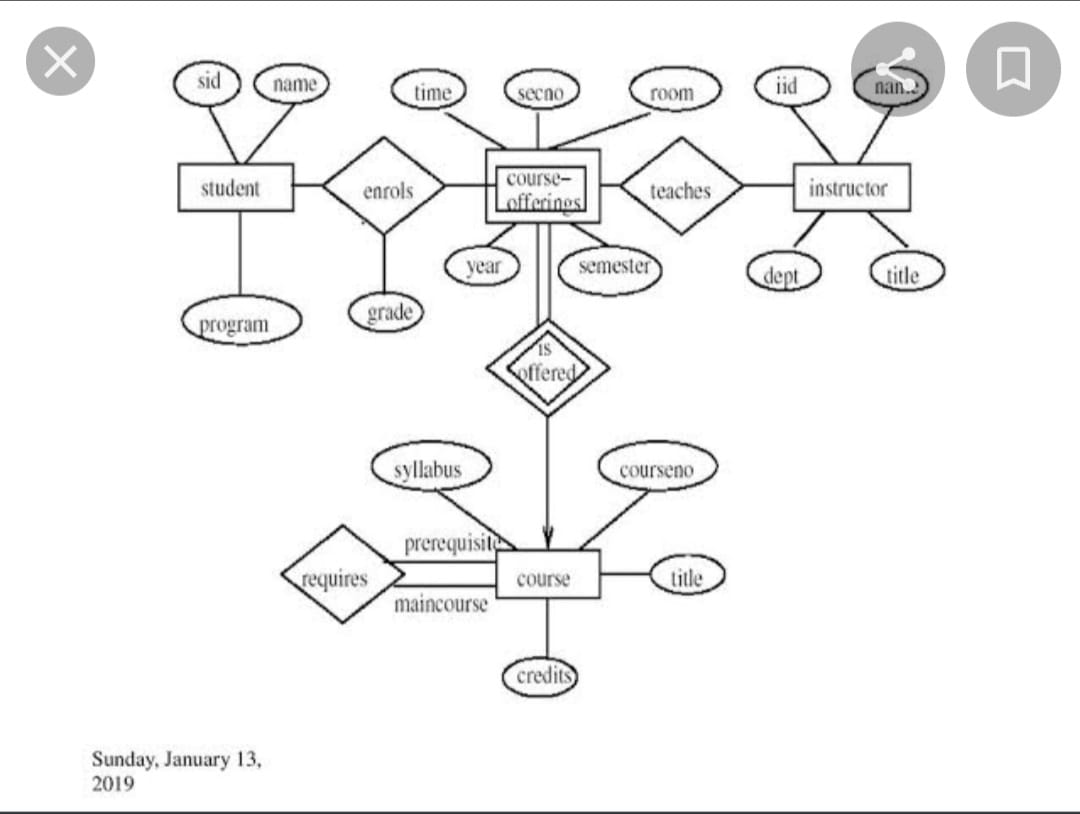 sid
name
time
secno
room
iid
name
student
enrols
course-
offerings
teaches
instructor
year
semester
dept
title
program
grade
is
offered
syllabus
courseno
prerequisite
requires
course
title
maincourse
credits
Sunday, January 13,
2019